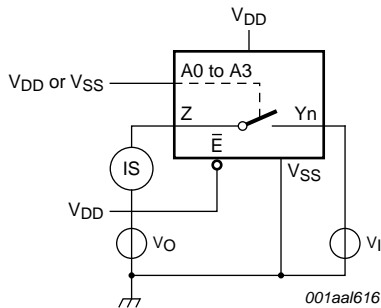 VDD
VDD or VSS
A0 to A3
Z
Yn
E̅
IS
VSS
VDD
VO
VI
001aal616